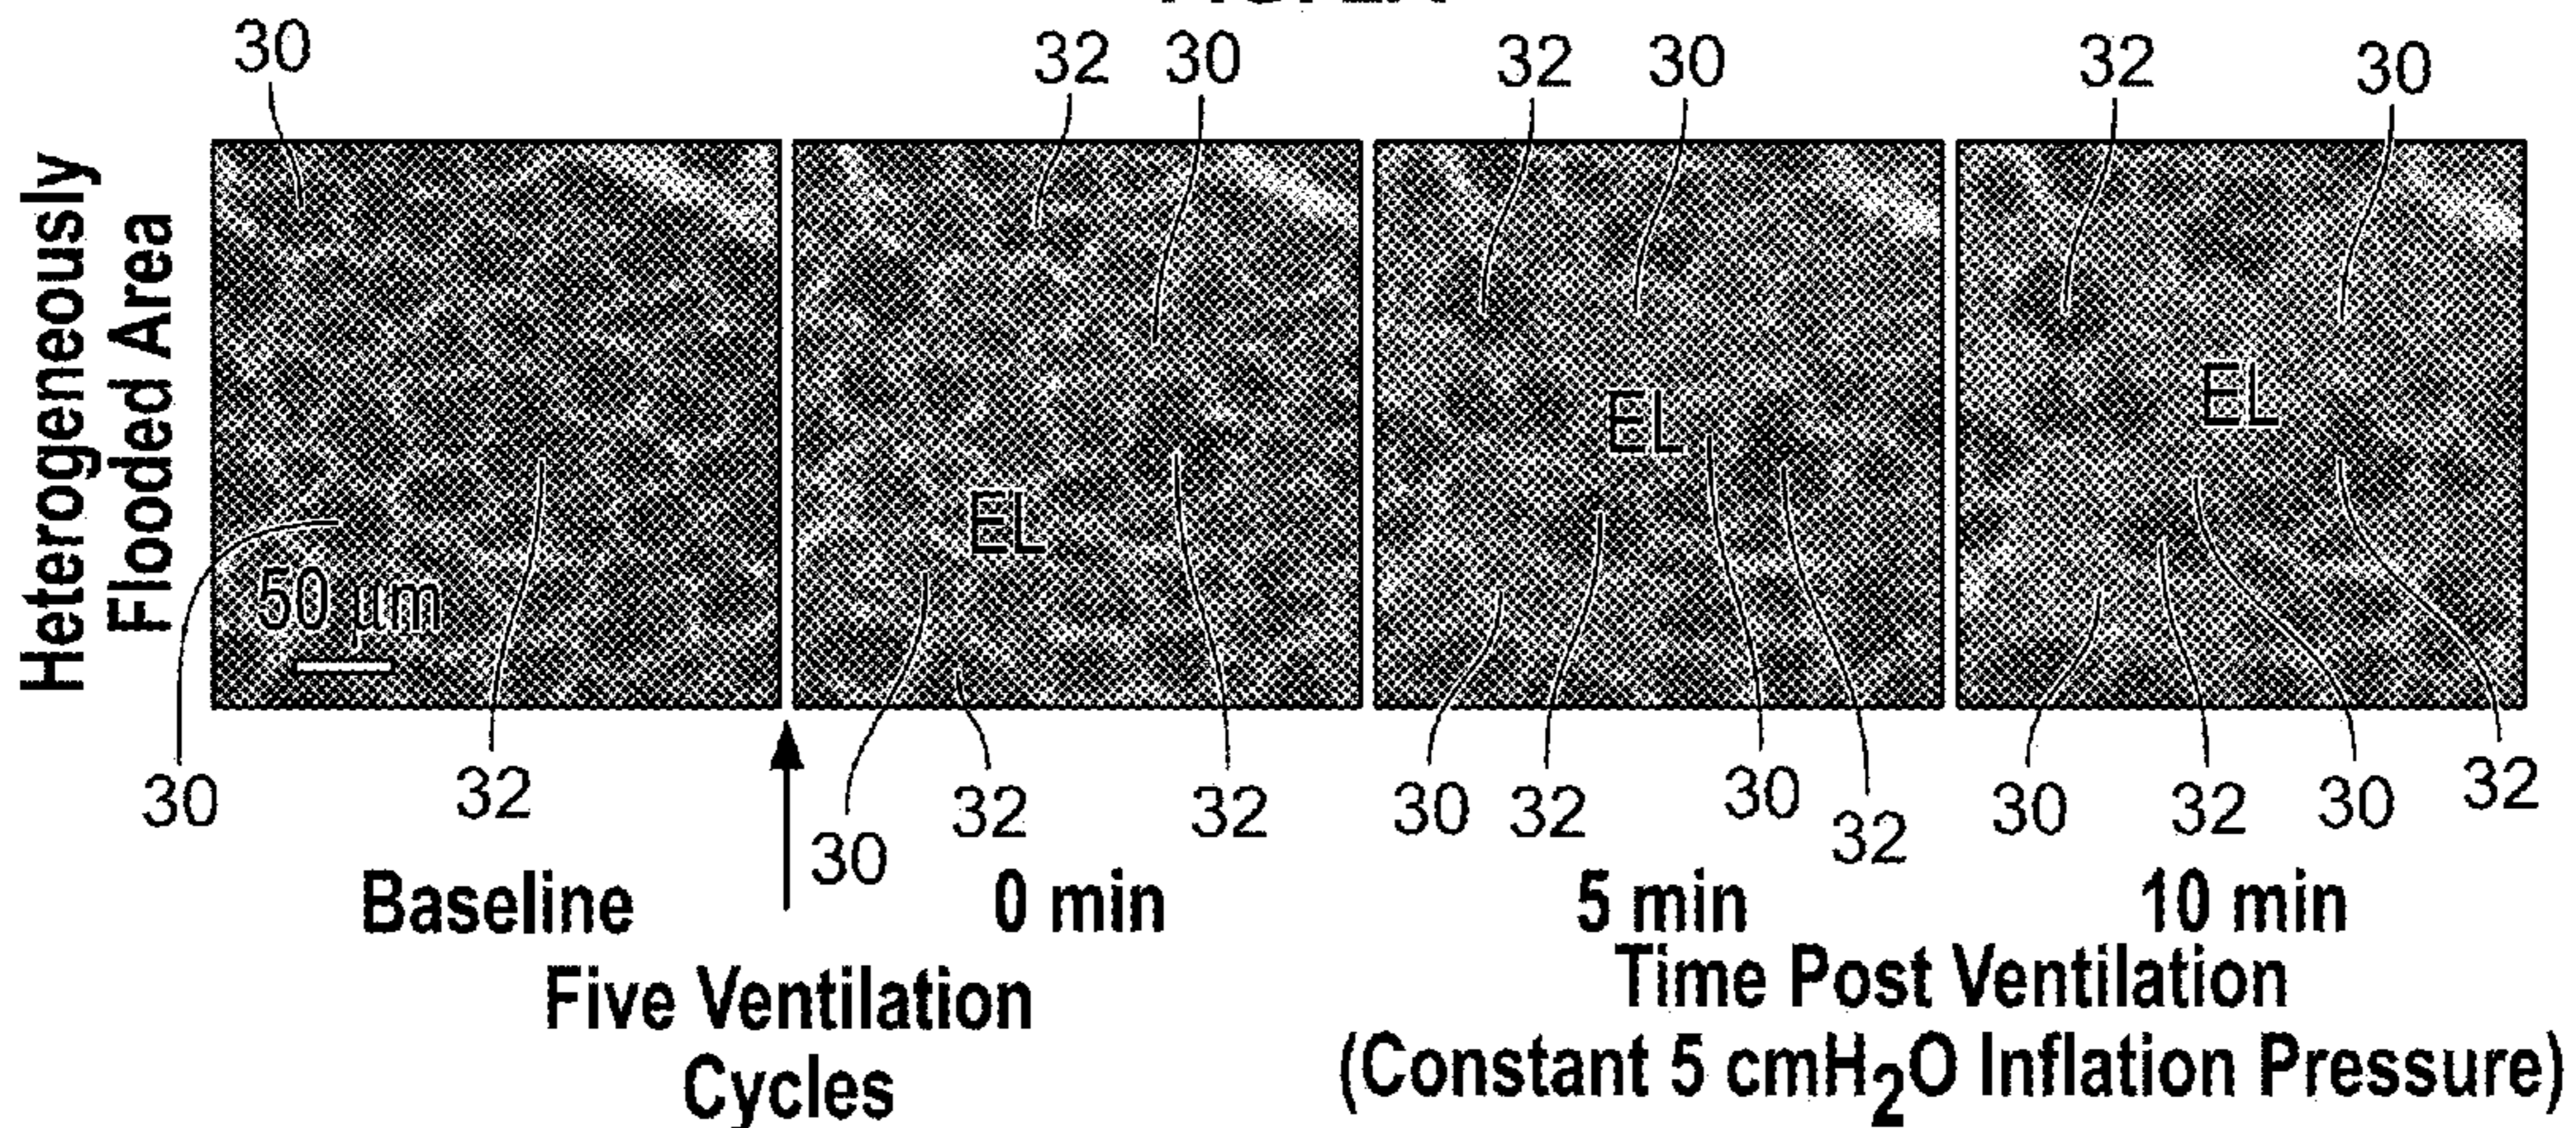 30 32 30 32 30 32 30
Heterogeneously
Flooded Area
EL EL
EL
50 µm
30 32 30 32 32 30 32 30 32 30 32 30 32
Baseline 0 min 5 min 10 min
Five Ventilation
Cycles
Time Post Ventilation
(Constant 5 cmH₂O Inflation Pressure)